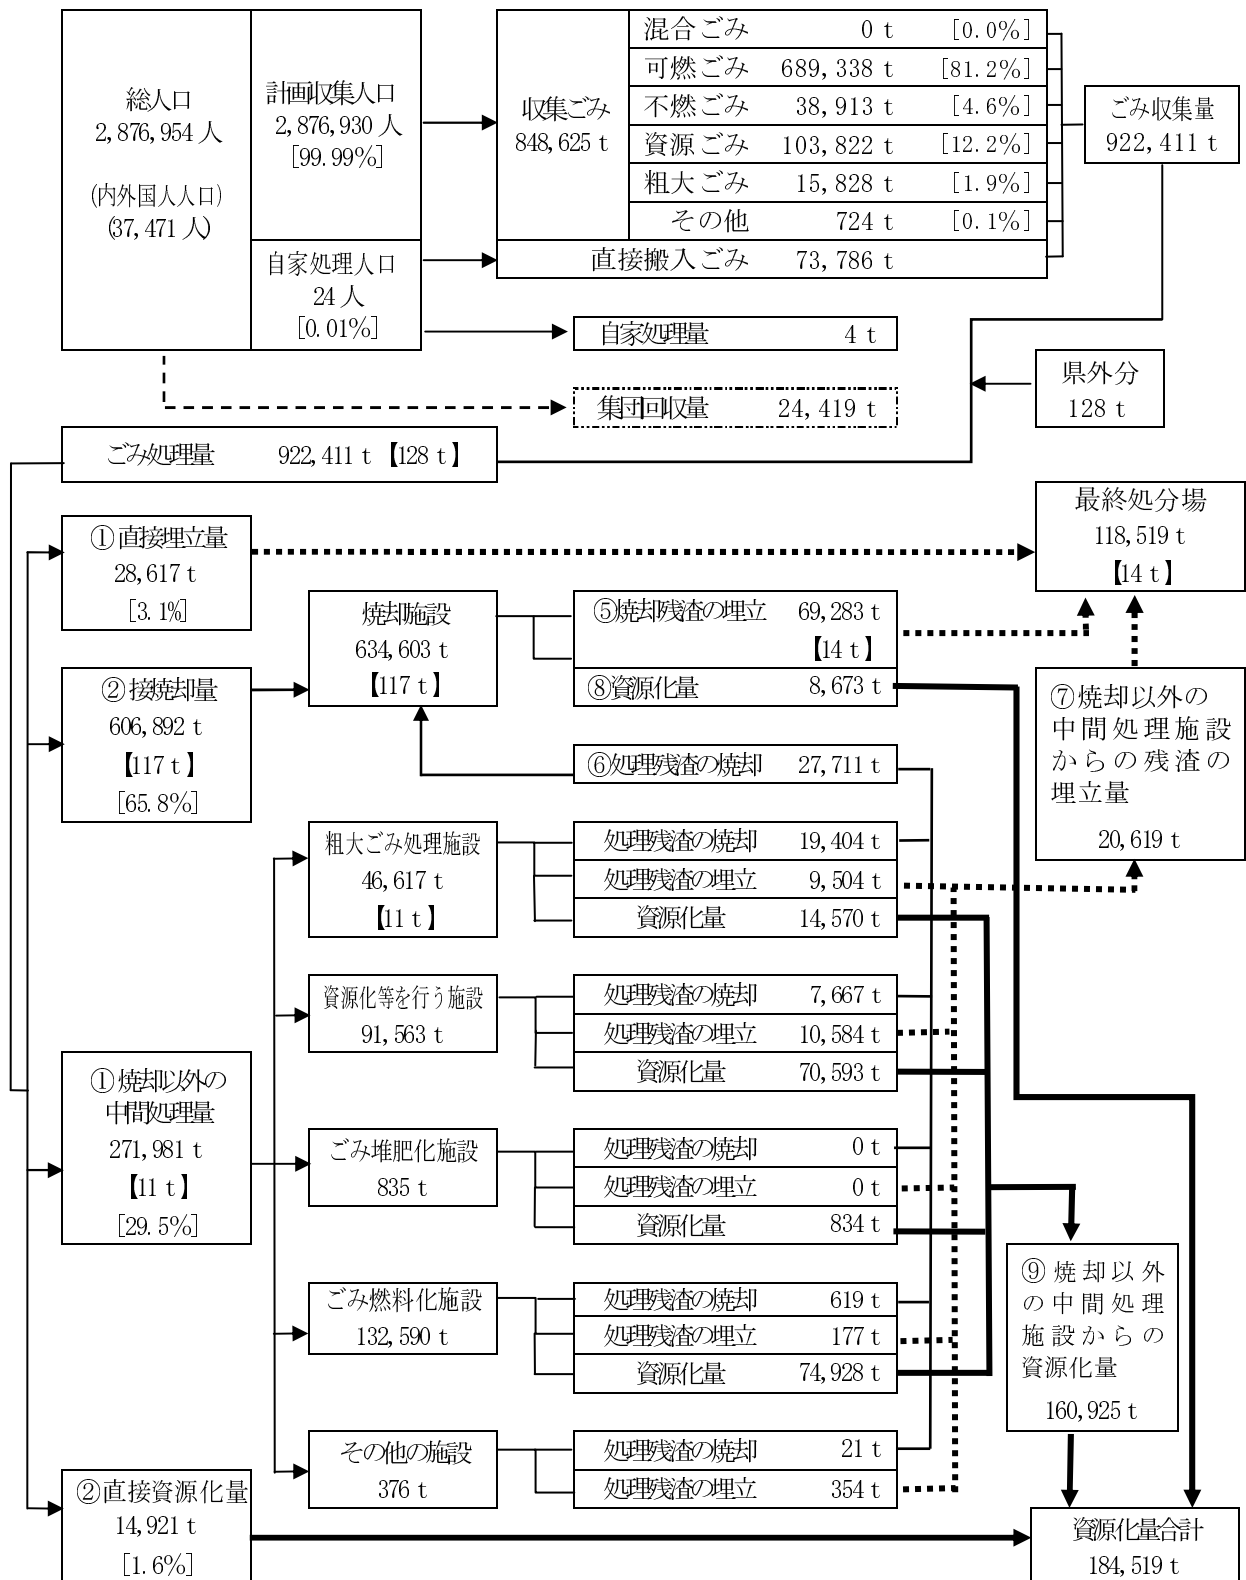 総人口
2,876,954 人
(内外国人人口)
(37,471 人)
計画収集人口
2,876,930 人
[99.99%]
自家処理人口
24 人
[0.01%]
収集ごみ
848,625 t
混合ごみ 0 t [0.0%]
可燃ごみ 689,338 t [81.2%]
不燃ごみ 38,913 t [4.6%]
資源ごみ 103,822 t [12.2%]
粗大ごみ 15,828 t [1.9%]
その他 724 t [0.1%]
直接搬入ごみ 73,786 t
ごみ収集量
922,411 t
自家処理量 4 t
集団回収量 24,419 t
県外分
128 t
ごみ処理量 922,411 t【128 t】
①直接埋立量
28,617 t
[3.1%]
最終処分場
118,519 t
【14 t】
②接焼却量
606,892 t
【117 t】
[65.8%]
焼却施設
634,603 t
【117 t】
⑤焼却残渣の埋立 69,283 t
【14 t】
⑧資源化量 8,673 t
⑥処理残渣の焼却 27,711 t
⑦焼却以外の
中間処理施設
からの残渣の
埋立量
20,619 t
①焼却以外の
中間処理量
271,981 t
【11 t】
[29.5%]
粗大ごみ処理施設
46,617 t
【11 t】
処理残渣の焼却 19,404 t
処理残渣の埋立 9,504 t
資源化量 14,570 t
資源化等を行う施設
91,563 t
処理残渣の焼却 7,667 t
処理残渣の埋立 10,584 t
資源化量 70,593 t
ごみ堆肥化施設
835 t
処理残渣の焼却 0 t
処理残渣の埋立 0 t
資源化量 834 t
ごみ燃料化施設
132,590 t
処理残渣の焼却 619 t
処理残渣の埋立 177 t
資源化量 74,928 t
その他の施設
376 t
処理残渣の焼却 21 t
処理残渣の埋立 354 t
⑨焼却以外
の中間処理
施設からの
資源化量
160,925 t
②直接資源化量
14,921 t
[1.6%]
資源化量合計
184,519 t